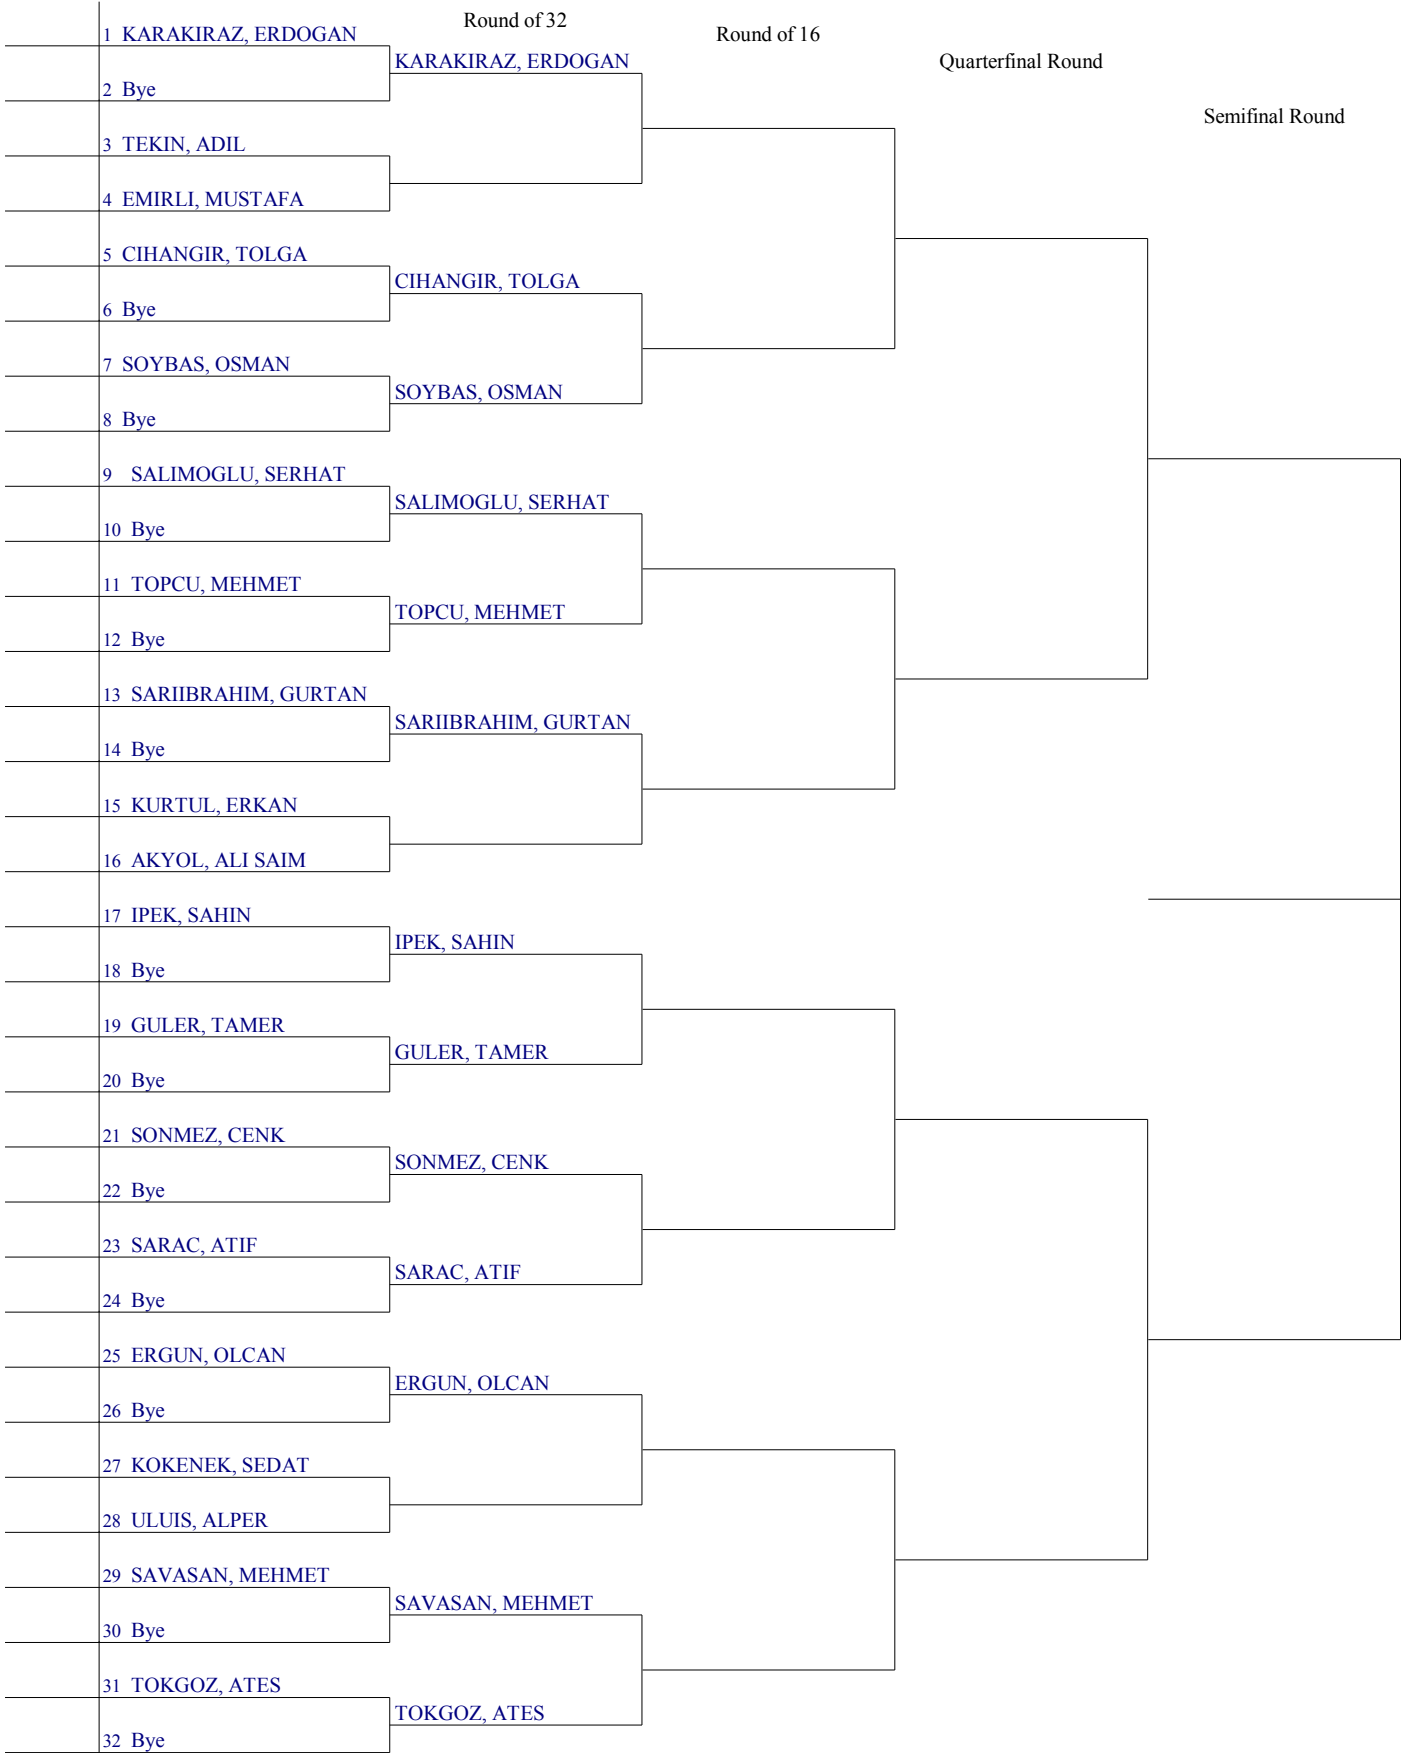 Round of 32
Round of 16
Quarterfinal Round
Semifinal Round
1 KARAKIRAZ, ERDOGAN
KARAKIRAZ, ERDOGAN
2 Bye
3 TEKIN, ADIL
4 EMIRLI, MUSTAFA
5 CIHANGIR, TOLGA
CIHANGIR, TOLGA
6 Bye
7 SOYBAS, OSMAN
SOYBAS, OSMAN
8 Bye
9 SALIMOGLU, SERHAT
SALIMOGLU, SERHAT
10 Bye
11 TOPCU, MEHMET
TOPCU, MEHMET
12 Bye
13 SARIIBRAHIM, GURTAN
SARIIBRAHIM, GURTAN
14 Bye
15 KURTUL, ERKAN
16 AKYOL, ALI SAIM
17 IPEK, SAHIN
IPEK, SAHIN
18 Bye
19 GULER, TAMER
GULER, TAMER
20 Bye
21 SONMEZ, CENK
SONMEZ, CENK
22 Bye
23 SARAC, ATIF
SARAC, ATIF
24 Bye
25 ERGUN, OLCAN
ERGUN, OLCAN
26 Bye
27 KOKENEK, SEDAT
28 ULUIS, ALPER
29 SAVASAN, MEHMET
SAVASAN, MEHMET
30 Bye
31 TOKGOZ, ATES
TOKGOZ, ATES
32 Bye